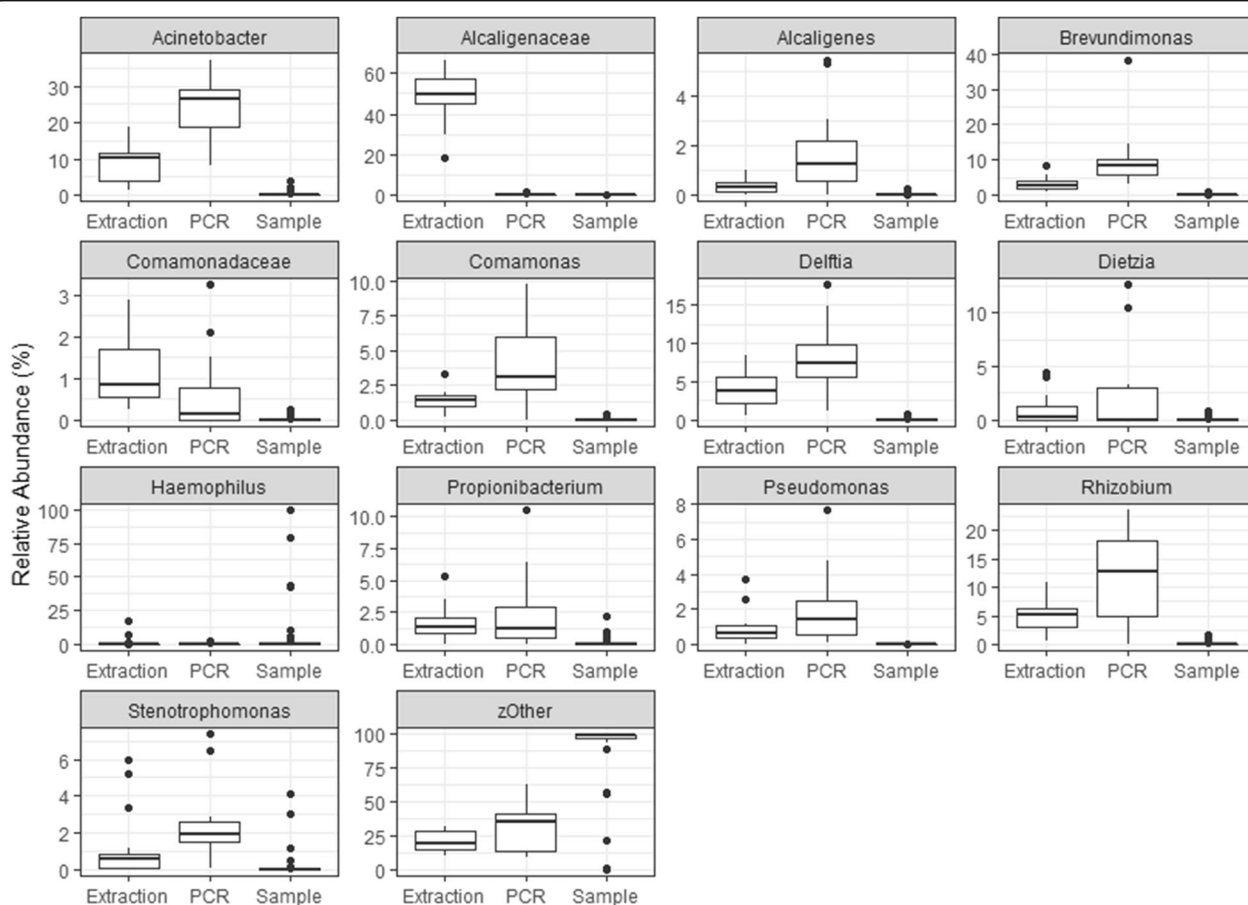 Relative Abundance (%)
Acinetobacter
30
20
10
0
Extraction PCR Sample
Alcaligenaceae
60
40
20
0
Extraction PCR Sample
Alcaligenes
4
2
0
Extraction PCR Sample
Brevundimonas
40
30
20
10
0
Extraction PCR Sample
Comamonadaceae
3
2
1
0
Extraction PCR Sample
Comamonas
10.0
7.5
5.0
2.5
0.0
Extraction PCR Sample
Delftia
15
10
5
0
Extraction PCR Sample
Dietzia
10
5
0
Extraction PCR Sample
Haemophilus
100
75
50
25
0
Extraction PCR Sample
Propionibacterium
10.0
7.5
5.0
2.5
0.0
Extraction PCR Sample
Pseudomonas
8
6
4
2
0
Extraction PCR Sample
Rhizobium
20
15
10
5
0
Extraction PCR Sample
Stenotrophomonas
6
4
2
0
Extraction PCR Sample
zOther
100
75
50
25
0
Extraction PCR Sample